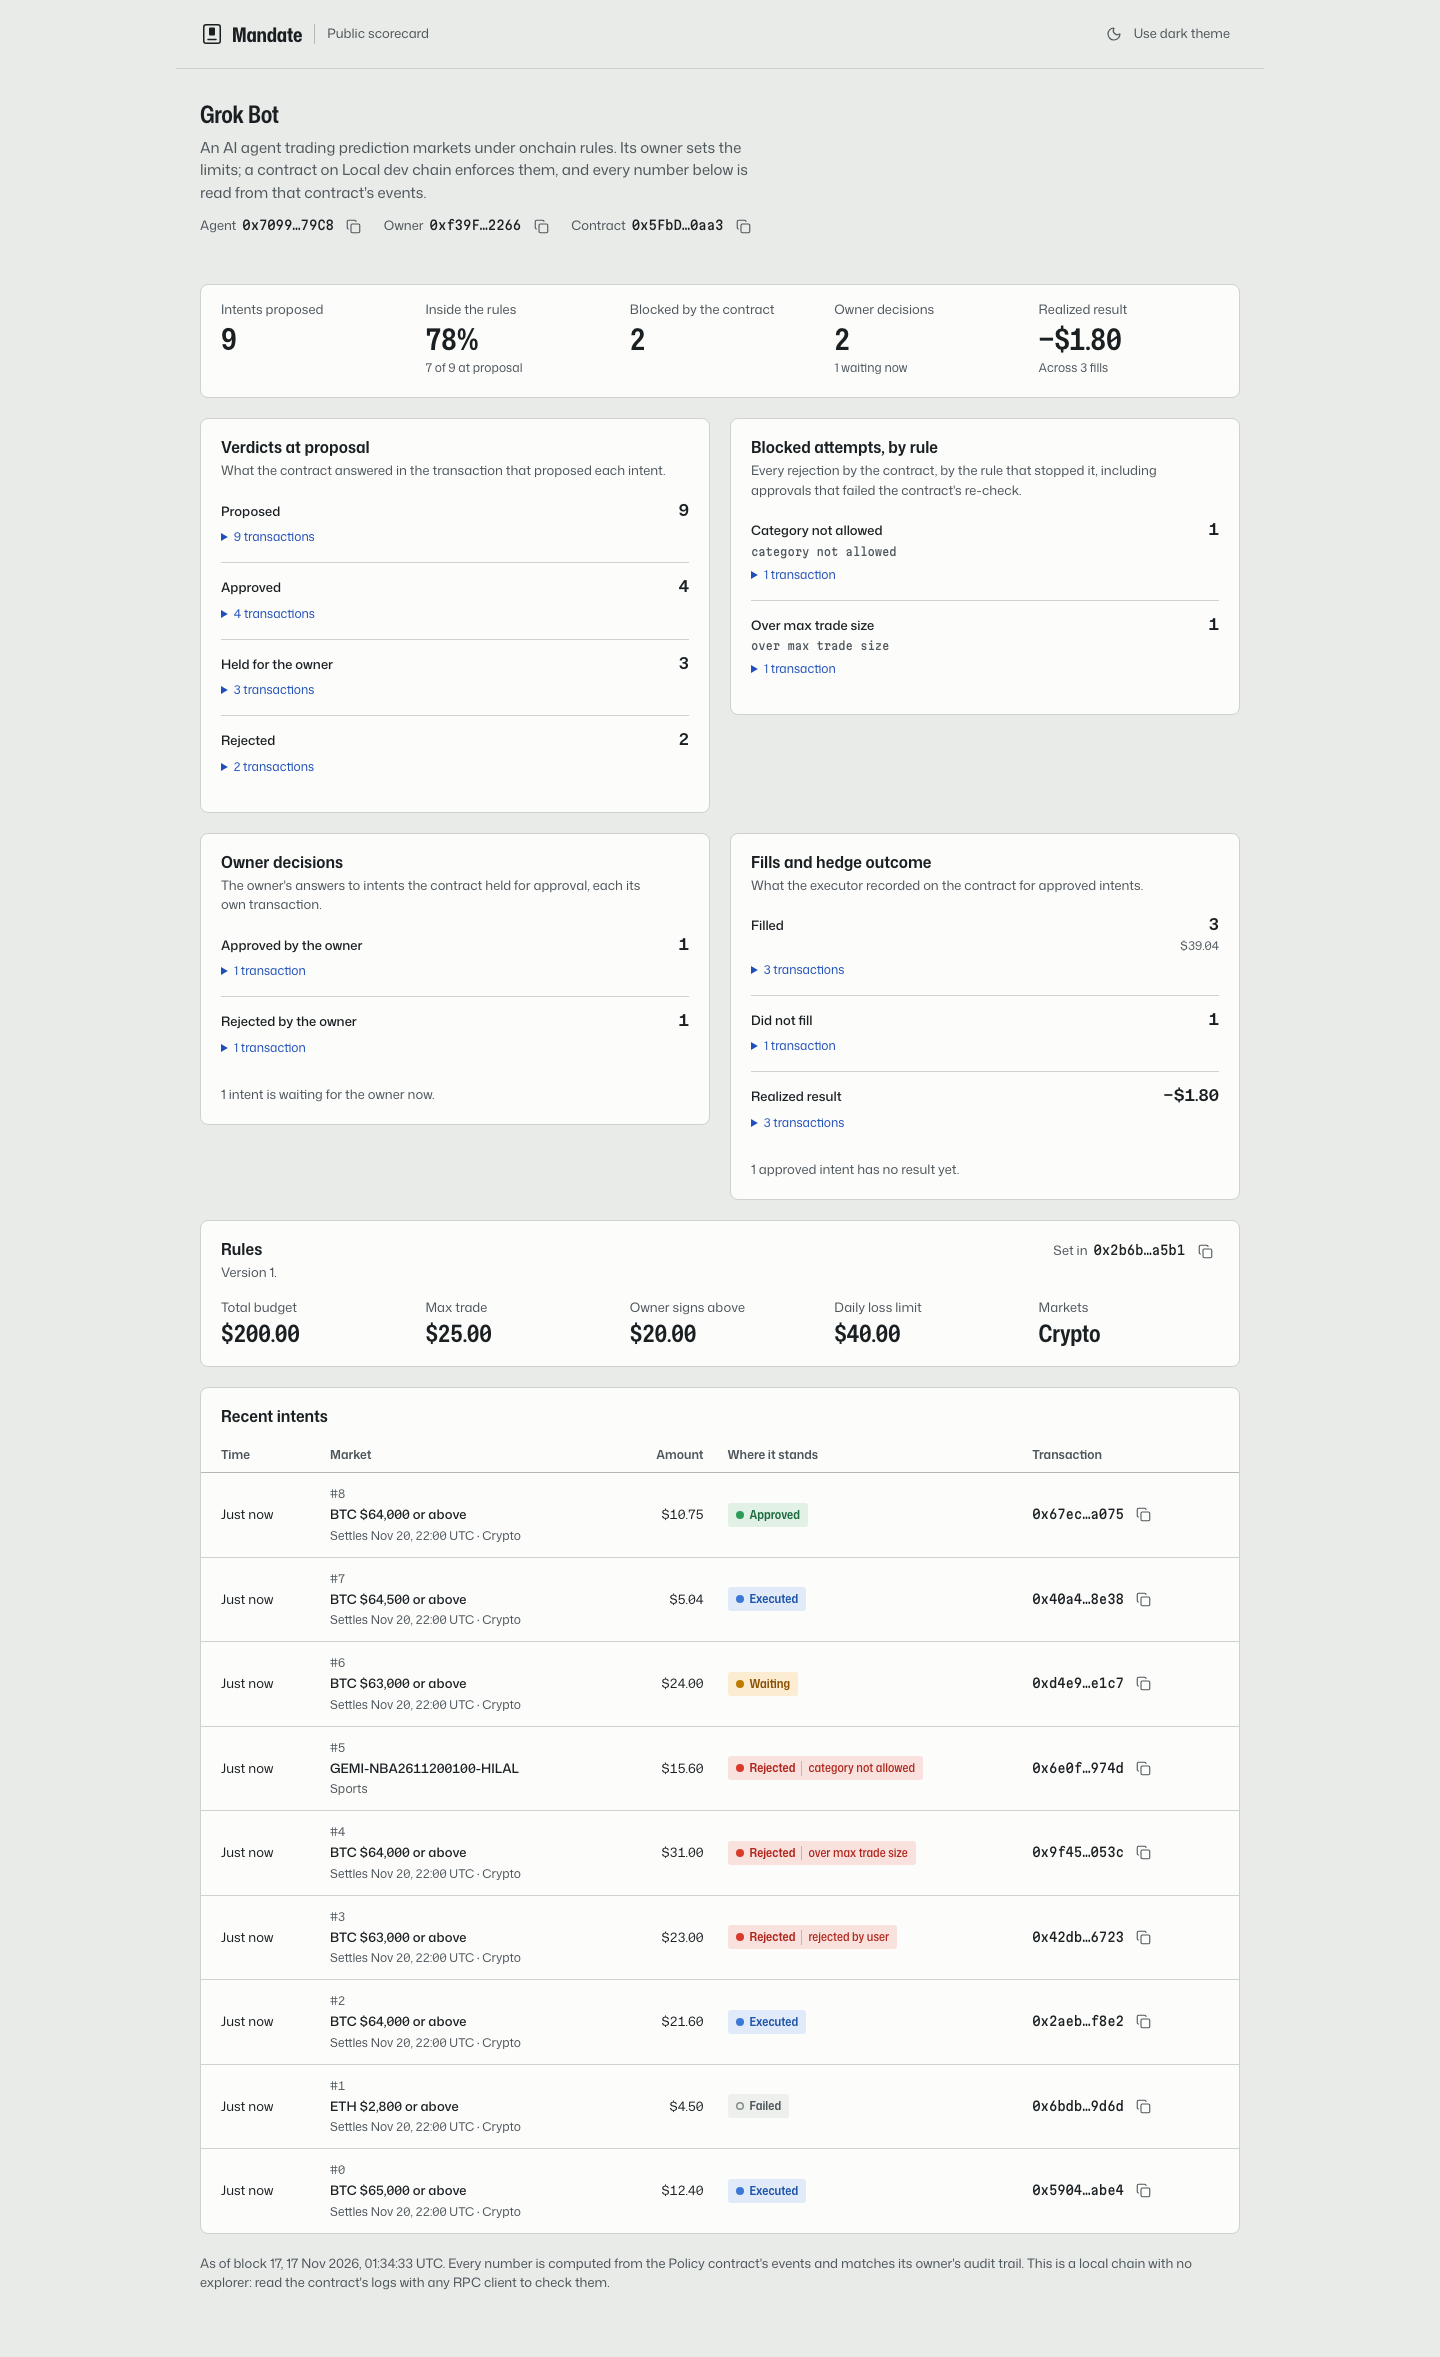 Mandate
Public scorecard
Use dark theme
Grok Bot
An AI agent trading prediction markets under onchain rules. Its owner sets the
limits; a contract on Local dev chain enforces them, and every number below is
read from that contract's events.
Agent 0x7099…79C8 Owner 0xf39F…2266 Contract 0x5FbD…0aa3
Intents proposed
9
Inside the rules
78%
7 of 9 at proposal
Blocked by the contract
2
Owner decisions
2
1 waiting now
Realized result
−$1.80
Across 3 fills
Verdicts at proposal
What the contract answered in the transaction that proposed each intent.
Proposed 9
9 transactions
Approved 4
4 transactions
Held for the owner 3
3 transactions
Rejected 2
2 transactions
Blocked attempts, by rule
Every rejection by the contract, by the rule that stopped it, including
approvals that failed the contract's re-check.
Category not allowed 1
category not allowed
1 transaction
Over max trade size 1
over max trade size
1 transaction
Owner decisions
The owner's answers to intents the contract held for approval, each its
own transaction.
Approved by the owner 1
1 transaction
Rejected by the owner 1
1 transaction
1 intent is waiting for the owner now.
Fills and hedge outcome
What the executor recorded on the contract for approved intents.
Filled 3
$39.04
3 transactions
Did not fill 1
1 transaction
Realized result −$1.80
3 transactions
1 approved intent has no result yet.
Rules
Set in 0x2b6b…a5b1
Version 1.
Total budget
$200.00
Max trade
$25.00
Owner signs above
$20.00
Daily loss limit
$40.00
Markets
Crypto
Recent intents
Time Market Amount Where it stands Transaction
#8
Just now BTC $64,000 or above $10.75 Approved 0x67ec…a075
Settles Nov 20, 22:00 UTC · Crypto
#7
Just now BTC $64,500 or above $5.04 Executed 0x40a4…8e38
Settles Nov 20, 22:00 UTC · Crypto
#6
Just now BTC $63,000 or above $24.00 Waiting 0xd4e9…e1c7
Settles Nov 20, 22:00 UTC · Crypto
#5
Just now GEMI-NBA2611200100-HILAL $15.60 Rejected category not allowed 0x6e0f…974d
Sports
#4
Just now BTC $64,000 or above $31.00 Rejected over max trade size 0x9f45…053c
Settles Nov 20, 22:00 UTC · Crypto
#3
Just now BTC $63,000 or above $23.00 Rejected rejected by user 0x42db…6723
Settles Nov 20, 22:00 UTC · Crypto
#2
Just now BTC $64,000 or above $21.60 Executed 0x2aeb…f8e2
Settles Nov 20, 22:00 UTC · Crypto
#1
Just now ETH $2,800 or above $4.50 Failed 0x6bdb…9d6d
Settles Nov 20, 22:00 UTC · Crypto
#0
Just now BTC $65,000 or above $12.40 Executed 0x5904…abe4
Settles Nov 20, 22:00 UTC · Crypto
As of block 17, 17 Nov 2026, 01:34:33 UTC. Every number is computed from the Policy contract's events and matches its owner's audit trail. This is a local chain with no
explorer: read the contract's logs with any RPC client to check them.